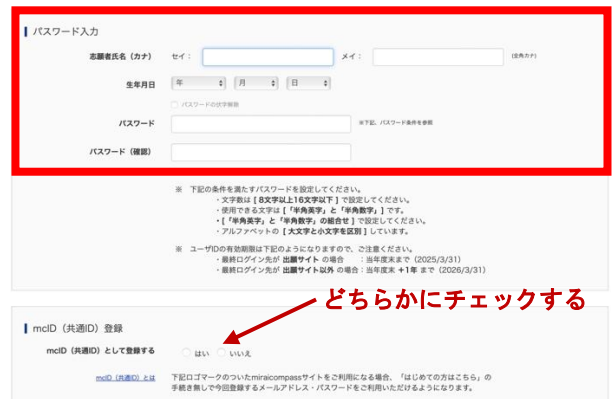 パスワード入力
志願者氏名（カナ） セイ： メイ： (全角カナ)
生年月日 年 月 日
パスワードの伏字解除
パスワード ※下記、パスワード条件を参照
パスワード（確認）
※ 下記の条件を満たすパスワードを設定してください。
・文字数は [ 8文字以上16文字以下 ] で設定してください。
・使用できる文字は [ 「半角英字」と「半角数字」] です。
・[「半角英字」と「半角数字」の組合せ ] で設定してください。
・アルファベットの [ 大文字と小文字を区別 ] しています。
※ ユーザIDの有効期限は下記のようになりますので、ご注意ください。
・最終ログイン先が 出願サイト の場合 ：当年度末まで（2025/3/31）
・最終ログイン先が 出願サイト以外 の場合：当年度末 +1年 まで（2026/3/31）
どちらかにチェックする
mcID（共通ID）登録
mcID（共通ID）として登録する はい いいえ
mcID（共通ID）とは 下記ロゴマークのついたmiraicompassサイトをご利用になる場合、「はじめての方はこちら」の
手続き無しで今回登録するメールアドレス・パスワードをご利用いただけるようになります。